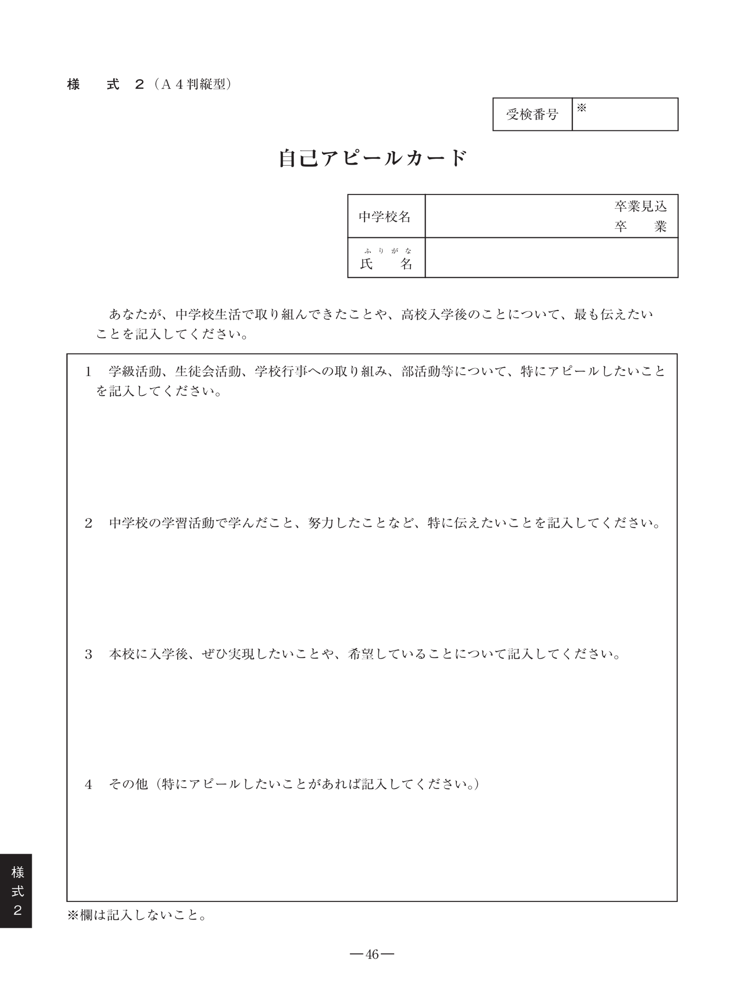 様　　式　２（Ａ４判縦型）
受検番号　※
自己アピールカード
中学校名　卒業見込
卒　　業
ふりがな
氏　　名
あなたが、中学校生活で取り組んできたことや、高校入学後のことについて、最も伝えたい
ことを記入してください。
１　学級活動、生徒会活動、学校行事への取り組み、部活動等について、特にアピールしたいこと
を記入してください。
２　中学校の学習活動で学んだこと、努力したことなど、特に伝えたいことを記入してください。
３　本校に入学後、ぜひ実現したいことや、希望していることについて記入してください。
４　その他（特にアピールしたいことがあれば記入してください。）
様式２
※欄は記入しないこと。
―46―